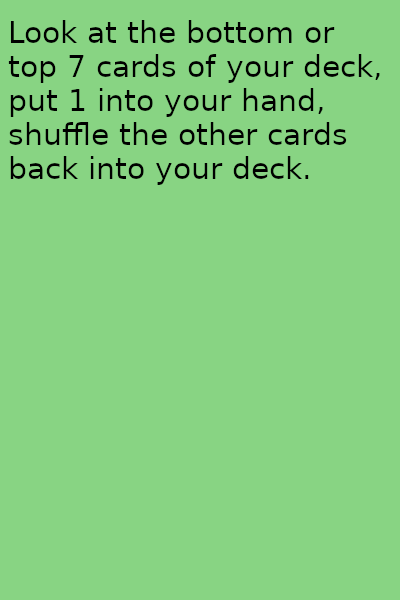 Look at the bottom or
top 7 cards of your deck,
put 1 into your hand,
shuffle the other cards
back into your deck.